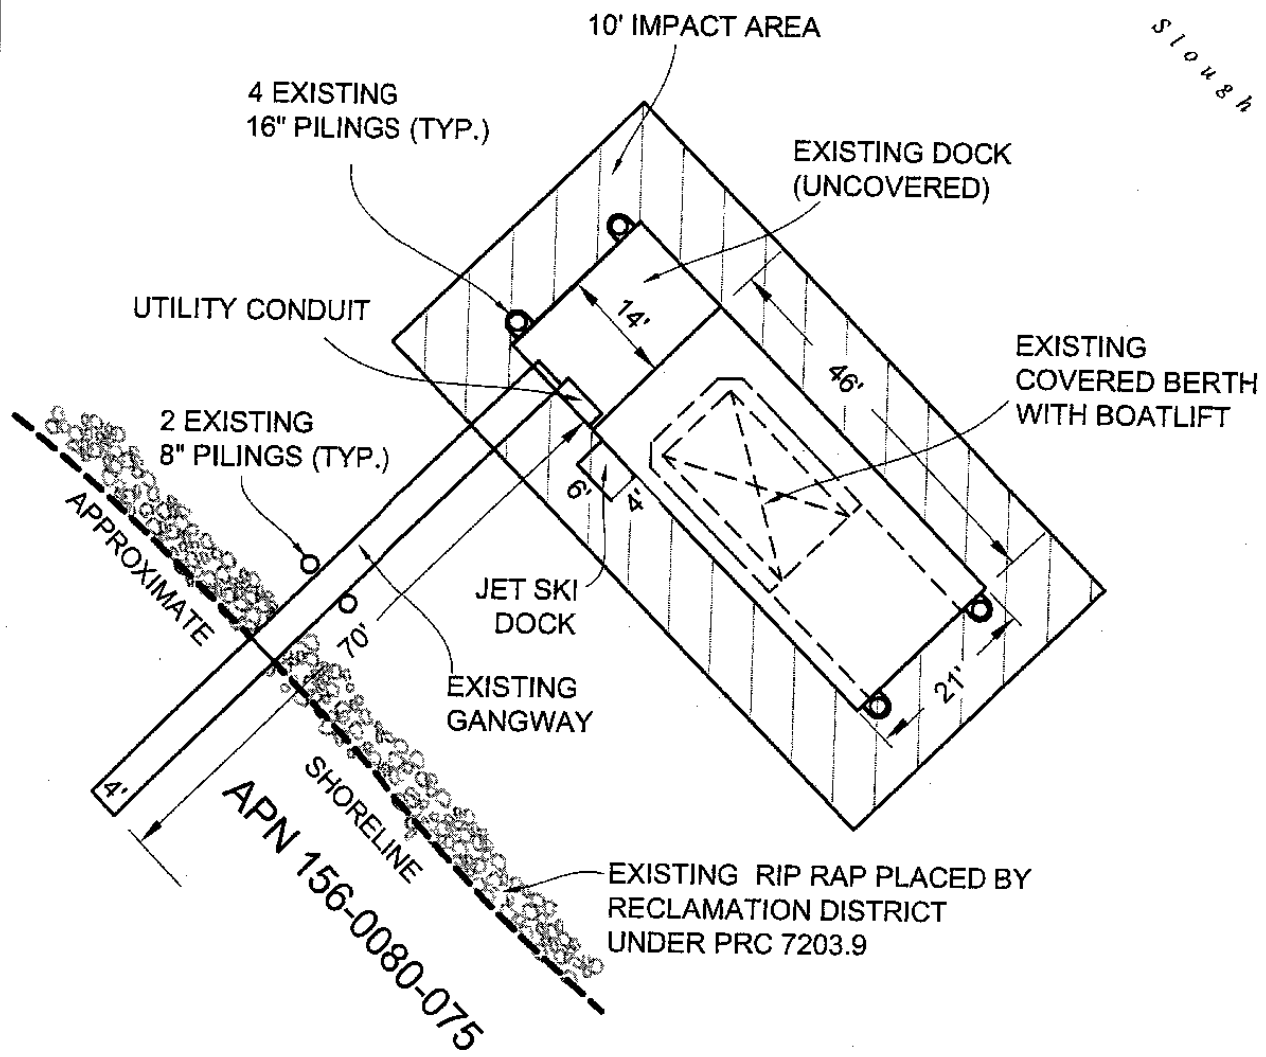 10' IMPACT AREA
Slough
4 EXISTING
16" PILINGS (TYP.)
EXISTING DOCK
(UNCOVERED)
UTILITY CONDUIT
14'
46'
EXISTING
COVERED BERTH
WITH BOATLIFT
2 EXISTING
8" PILINGS (TYP.)
6'
4'
APPROXIMATE
SHORELINE
JET SKI
DOCK
70'
21'
EXISTING
GANGWAY
4'
APN 156-0080-075
EXISTING RIP RAP PLACED BY
RECLAMATION DISTRICT
UNDER PRC 7203.9